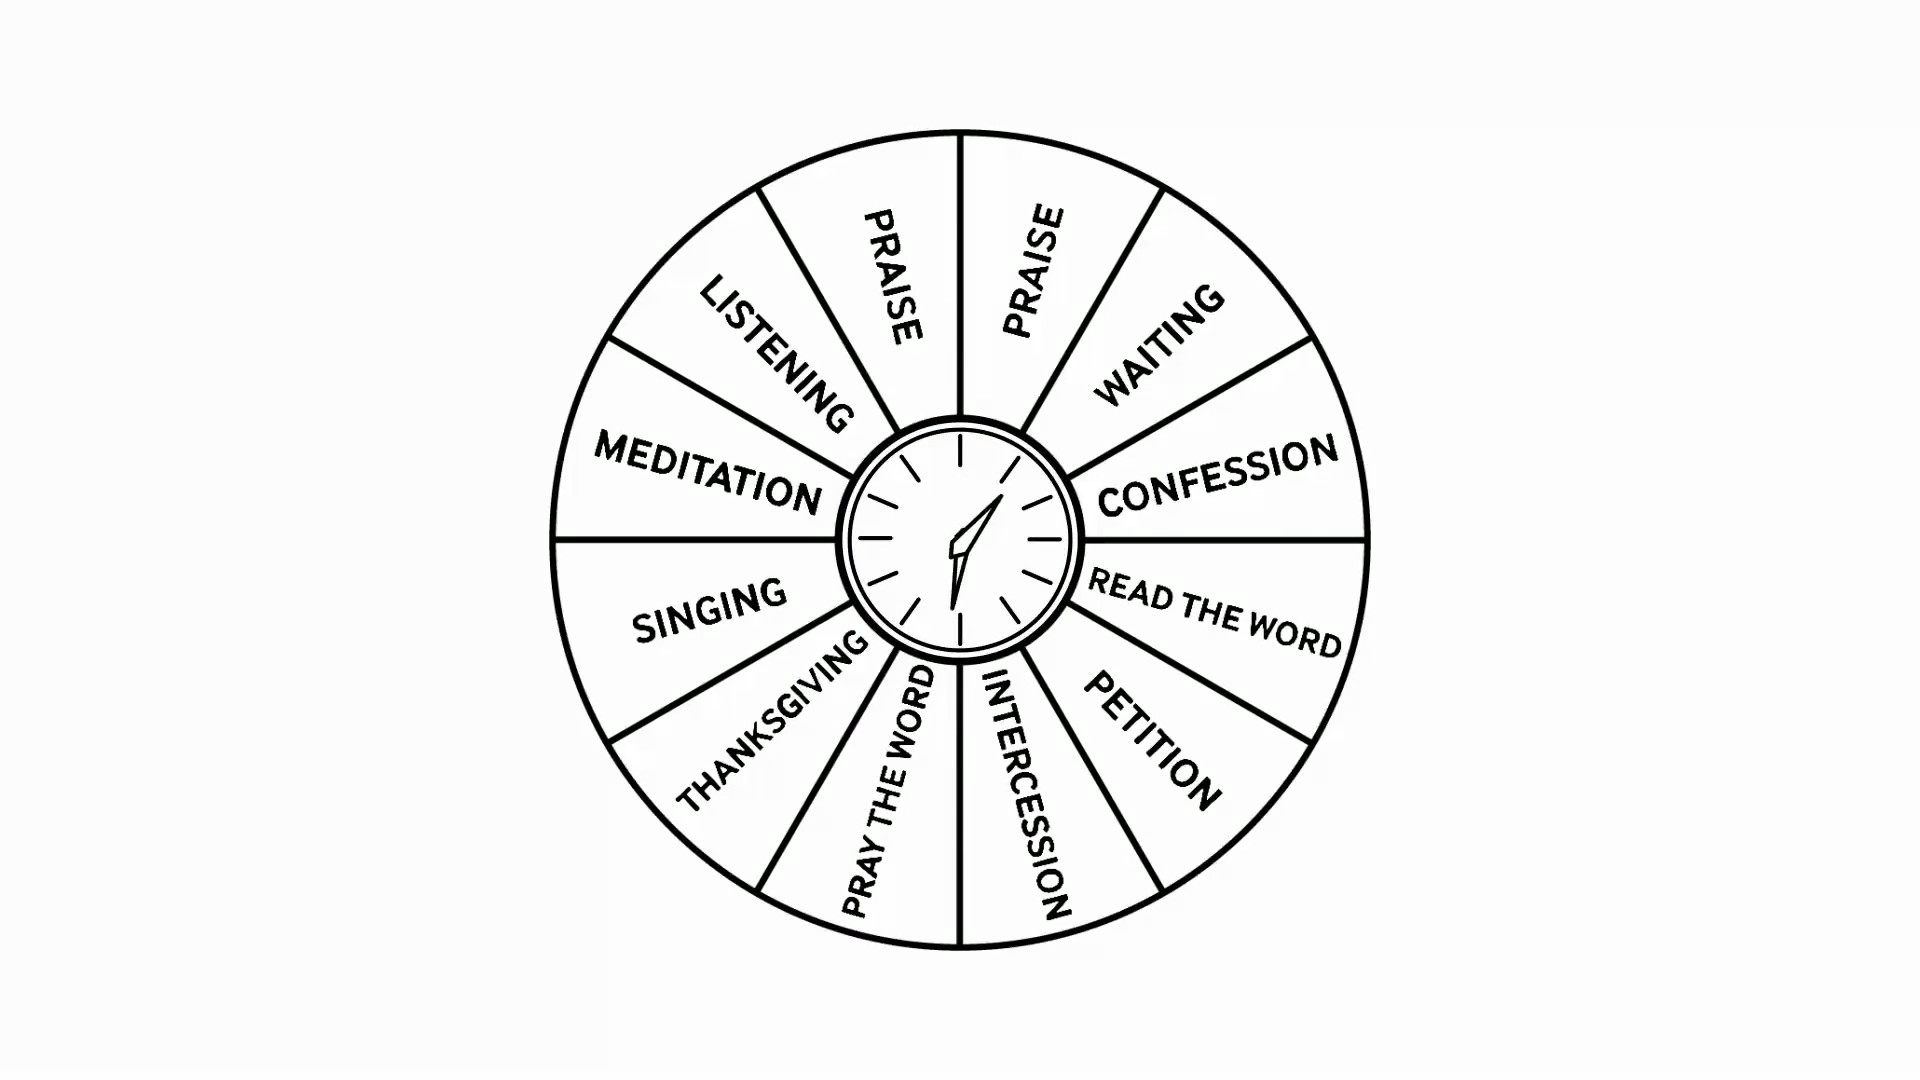 PRAISE
WAITING
CONFESSION
READ THE WORD
PETITION
INTERCESSION
PRAY THE WORD
THANKSGIVING
SINGING
MEDITATION
LISTENING
PRAISE